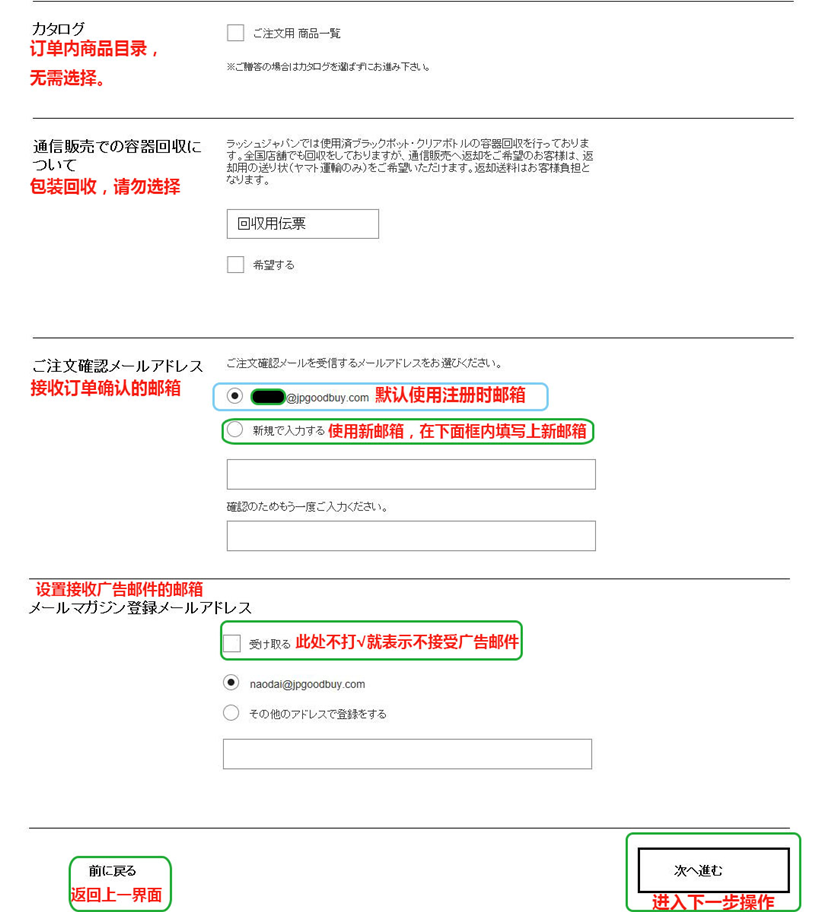 カタログ
订单内商品目录，
无需选择。
ご注文用 商品一覧
※ご贈答の場合はカタログを選ばずにお進み下さい。
通信販売での容器回収に
ついて
包装回收，请勿选择
ラッシュジャパンでは使用済ブラックポット・クリアボトルの容器回収を行っておりま
す。全国店舗でも回収をしておりますが、通信販売へ返却をご希望のお客様は、返
却用の送り状(ヤマト運輸のみ)をご希望いただけます。返却送料はお客様負担と
なります。
回収用伝票
希望する
ご注文確認メールアドレス
接收订单确认的邮箱
ご注文確認メールを受信するメールアドレスをお選びください。
@jpgoodbuy.com 默认使用注册时邮箱
新規で入力する 使用新邮箱，在下面框内填写上新邮箱
確認のためもう一度ご入力ください。
设置接收广告邮件的邮箱
メールマガジン登録メールアドレス
受け取る 此处不打√就表示不接受广告邮件
naodai@jpgoodbuy.com
その他のアドレスで登録をする
前に戻る
返回上一界面
次へ進む
进入下一步操作